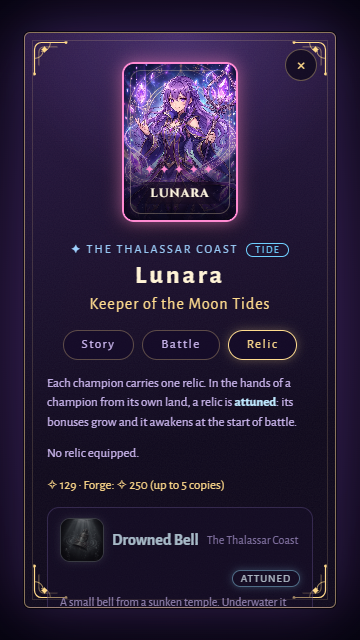 ×
LUNARA
✦ THE THALASSAR COAST TIDE
Lunara
Keeper of the Moon Tides
Story Battle Relic
Each champion carries one relic. In the hands of a
champion from its own land, a relic is attuned: its
bonuses grow and it awakens at the start of battle.
No relic equipped.
✧ 129 · Forge: ✧ 250 (up to 5 copies)
Drowned Bell The Thalassar Coast
ATTUNED
A small bell from a sunken temple. Underwater it